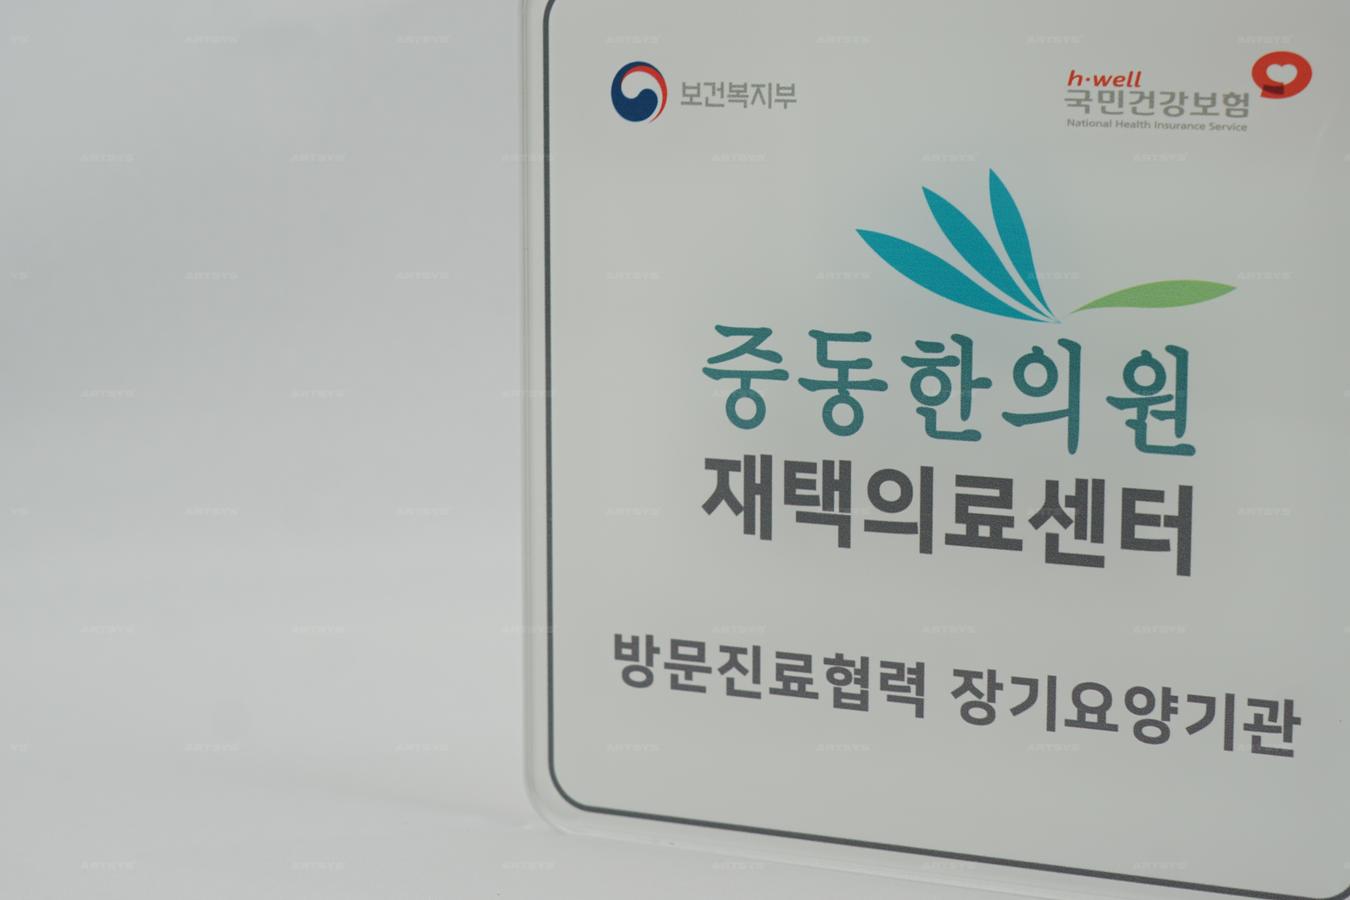 보건복지부
h·well
국민건강보험
National Health Insurance Service
중동한의원
재택의료센터
방문진료협력 장기요양기관
ARTSYS